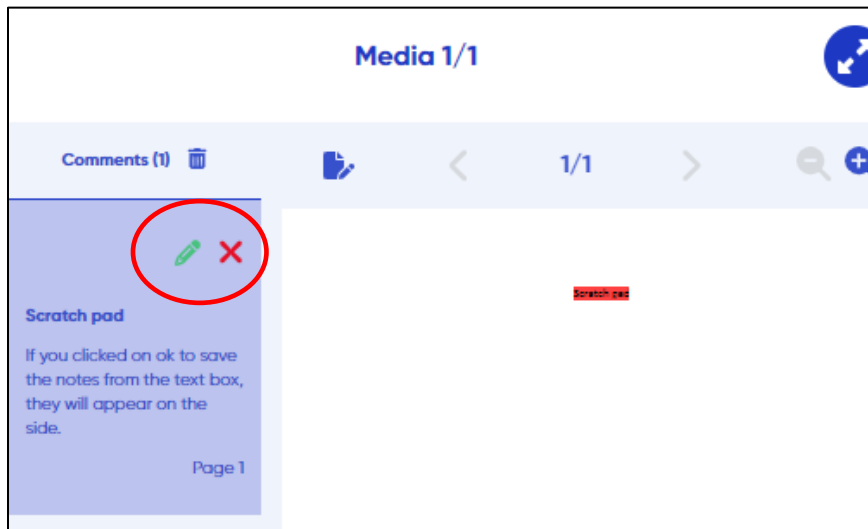 Media 1/1
Comments (1)
1/1
Scratch pad
Scratch pad
If you clicked on ok to save
the notes from the text box,
they will appear on the
side.
Page 1